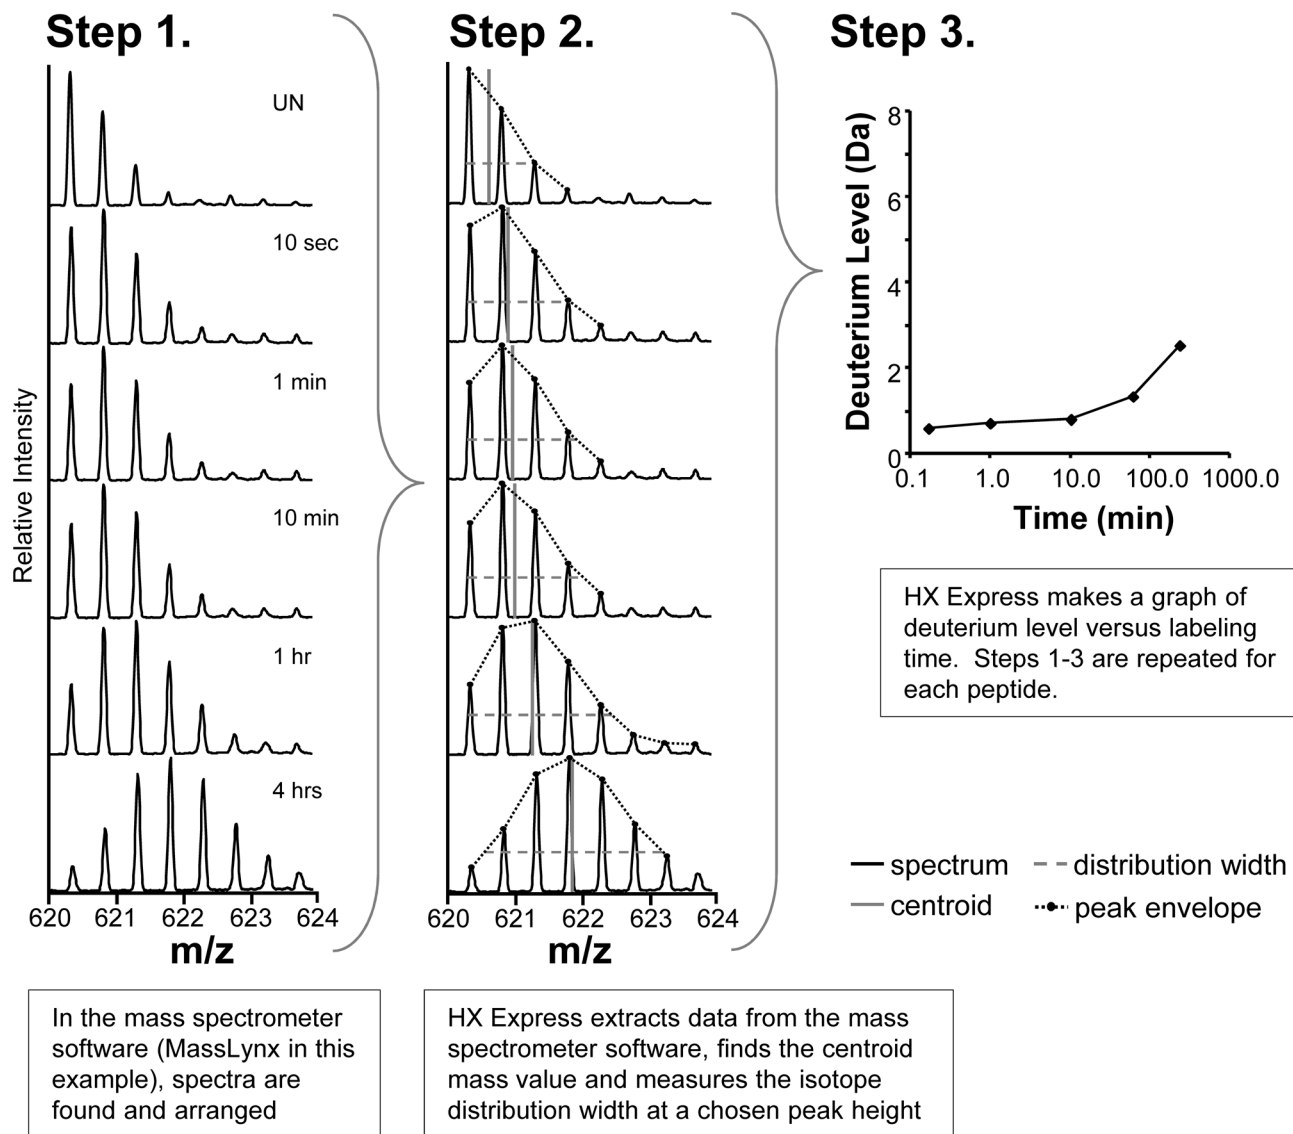 Step 1.
Step 2.
Step 3.
Relative Intensity
UN
10 sec
1 min
10 min
1 hr
4 hrs
620 621 622 623 624
m/z
620 621 622 623 624
m/z
Deuterium Level (Da)
8
6
4
2
0
0.1 1.0 10.0 100.0 1000.0
Time (min)
HX Express makes a graph of
deuterium level versus labeling
time. Steps 1-3 are repeated for
each peptide.
spectrum
distribution width
centroid
peak envelope
In the mass spectrometer
software (MassLynx in this
example), spectra are
found and arranged
HX Express extracts data from the mass
spectrometer software, finds the centroid
mass value and measures the isotope
distribution width at a chosen peak height